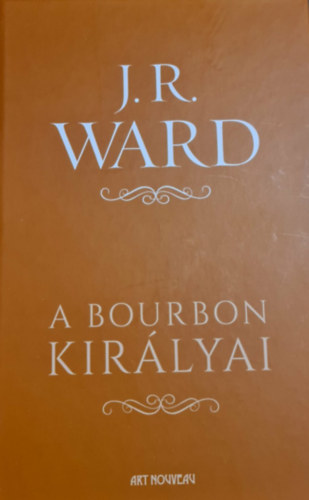 J. R.
WARD
A BOURBON
KIRÁLYAI
ART NOUVEAU